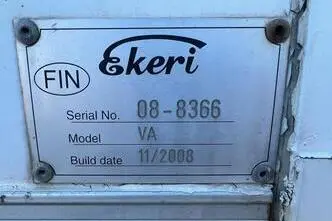 Ekeri
FIN
Serial No. 08-8366
Model VA
Build date 11/2008